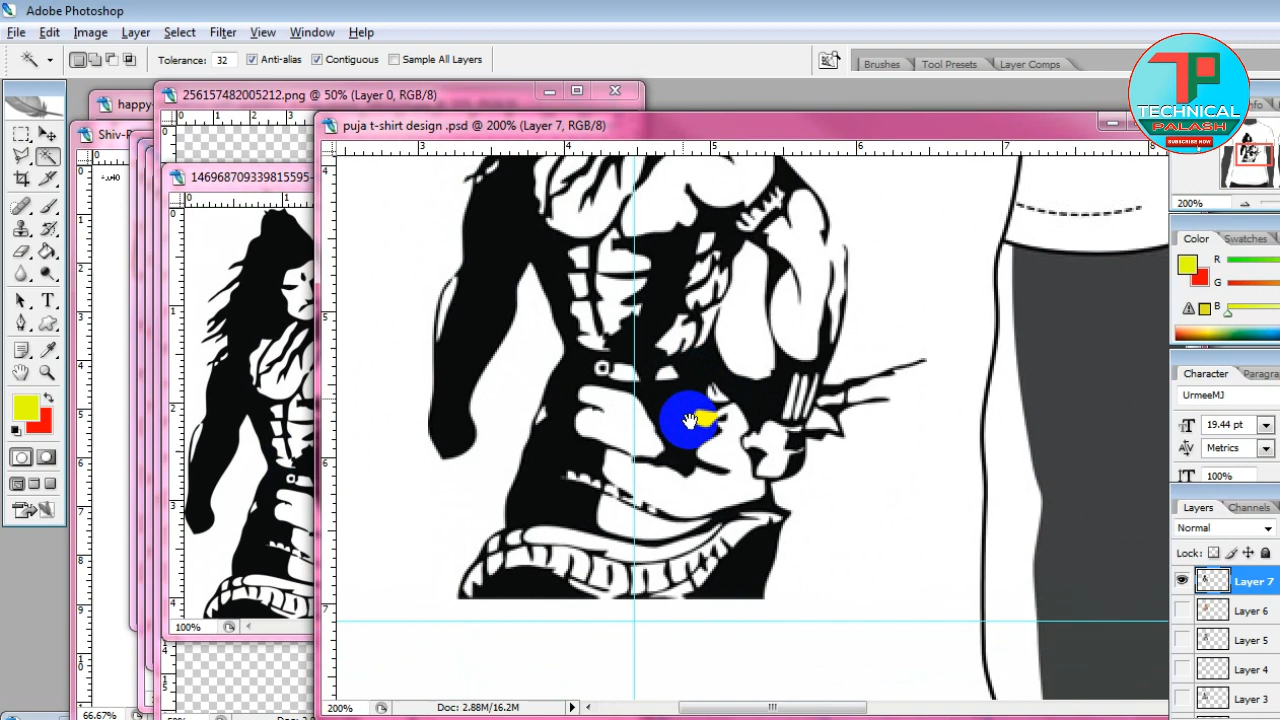 Adobe Photoshop
File Edit Image Layer Select Filter View Window Help
Tolerance: 32 Anti-alias Contiguous Sample All Layers
Brushes Tool Presets Layer Comps
TP
TECHNICAL
PALASH
SUBSCRIBE NOW
happy
256157482005212.png @ 50% (Layer 0, RGB/8)
Shiv-
puja t-shirt design .psd @ 200% (Layer 7, RGB/8)
146968709339815595-
200%
Color Swatches
R
G
B
Character Paragra
UrmeeMJ
19.44 pt
Metrics
100%
Layers Channels
Normal
Lock:
Layer 7
Layer 6
Layer 5
Layer 4
Layer 3
100%
66.67%
200% Doc: 2.88M/16.2M